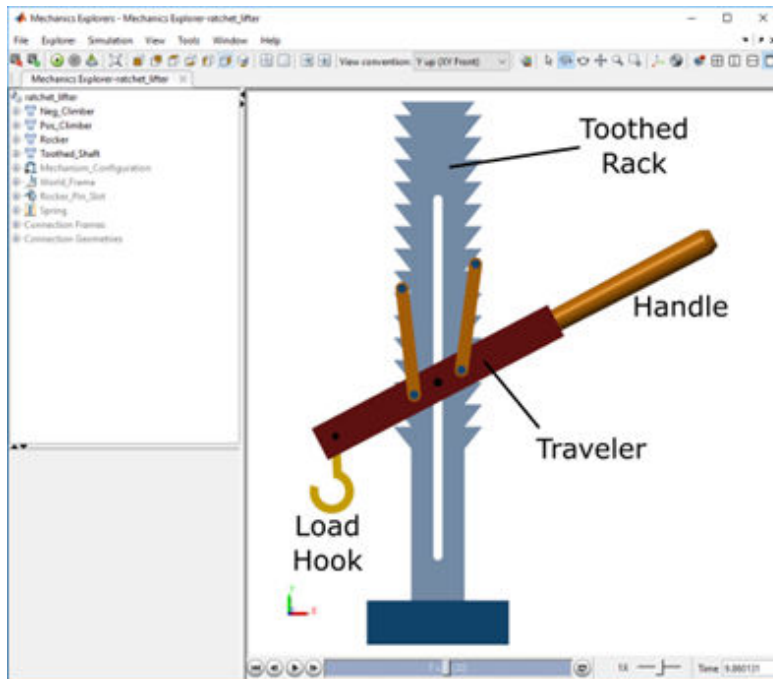 Mechanics Explorers - Mechanics Explorer-ratchet_lifter
File Explorer Simulation View Tools Window Help
View convention: Y up (XY Front)
Mechanics Explorer-ratchet_lifter
ratchet_lifter
Neg_Climber
Pos_Climber
Rocker
Toothed_Shaft
Mechanism_Configuration
World_Frame
Rocker_Pin_Slot
Spring
Connection Frames
Connection Geometries
Toothed
Rack
Handle
Traveler
Load
Hook
1X Time